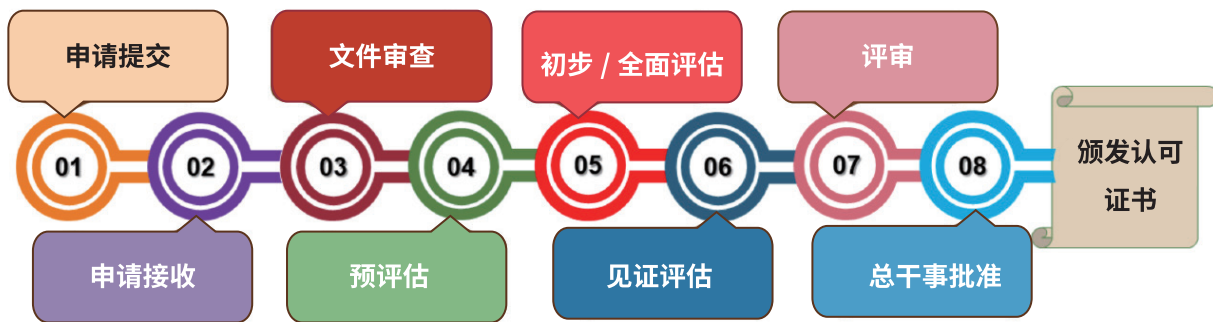 申请提交
文件审查
初步 / 全面评估
评审
01
02
03
04
05
06
07
08
颁发认可
证书
申请接收
预评估
见证评估
总干事批准